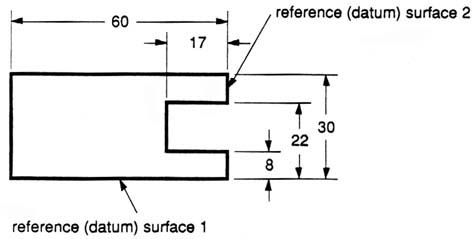 reference (datum) surface 2
60
17
30
22
8
reference (datum) surface 1